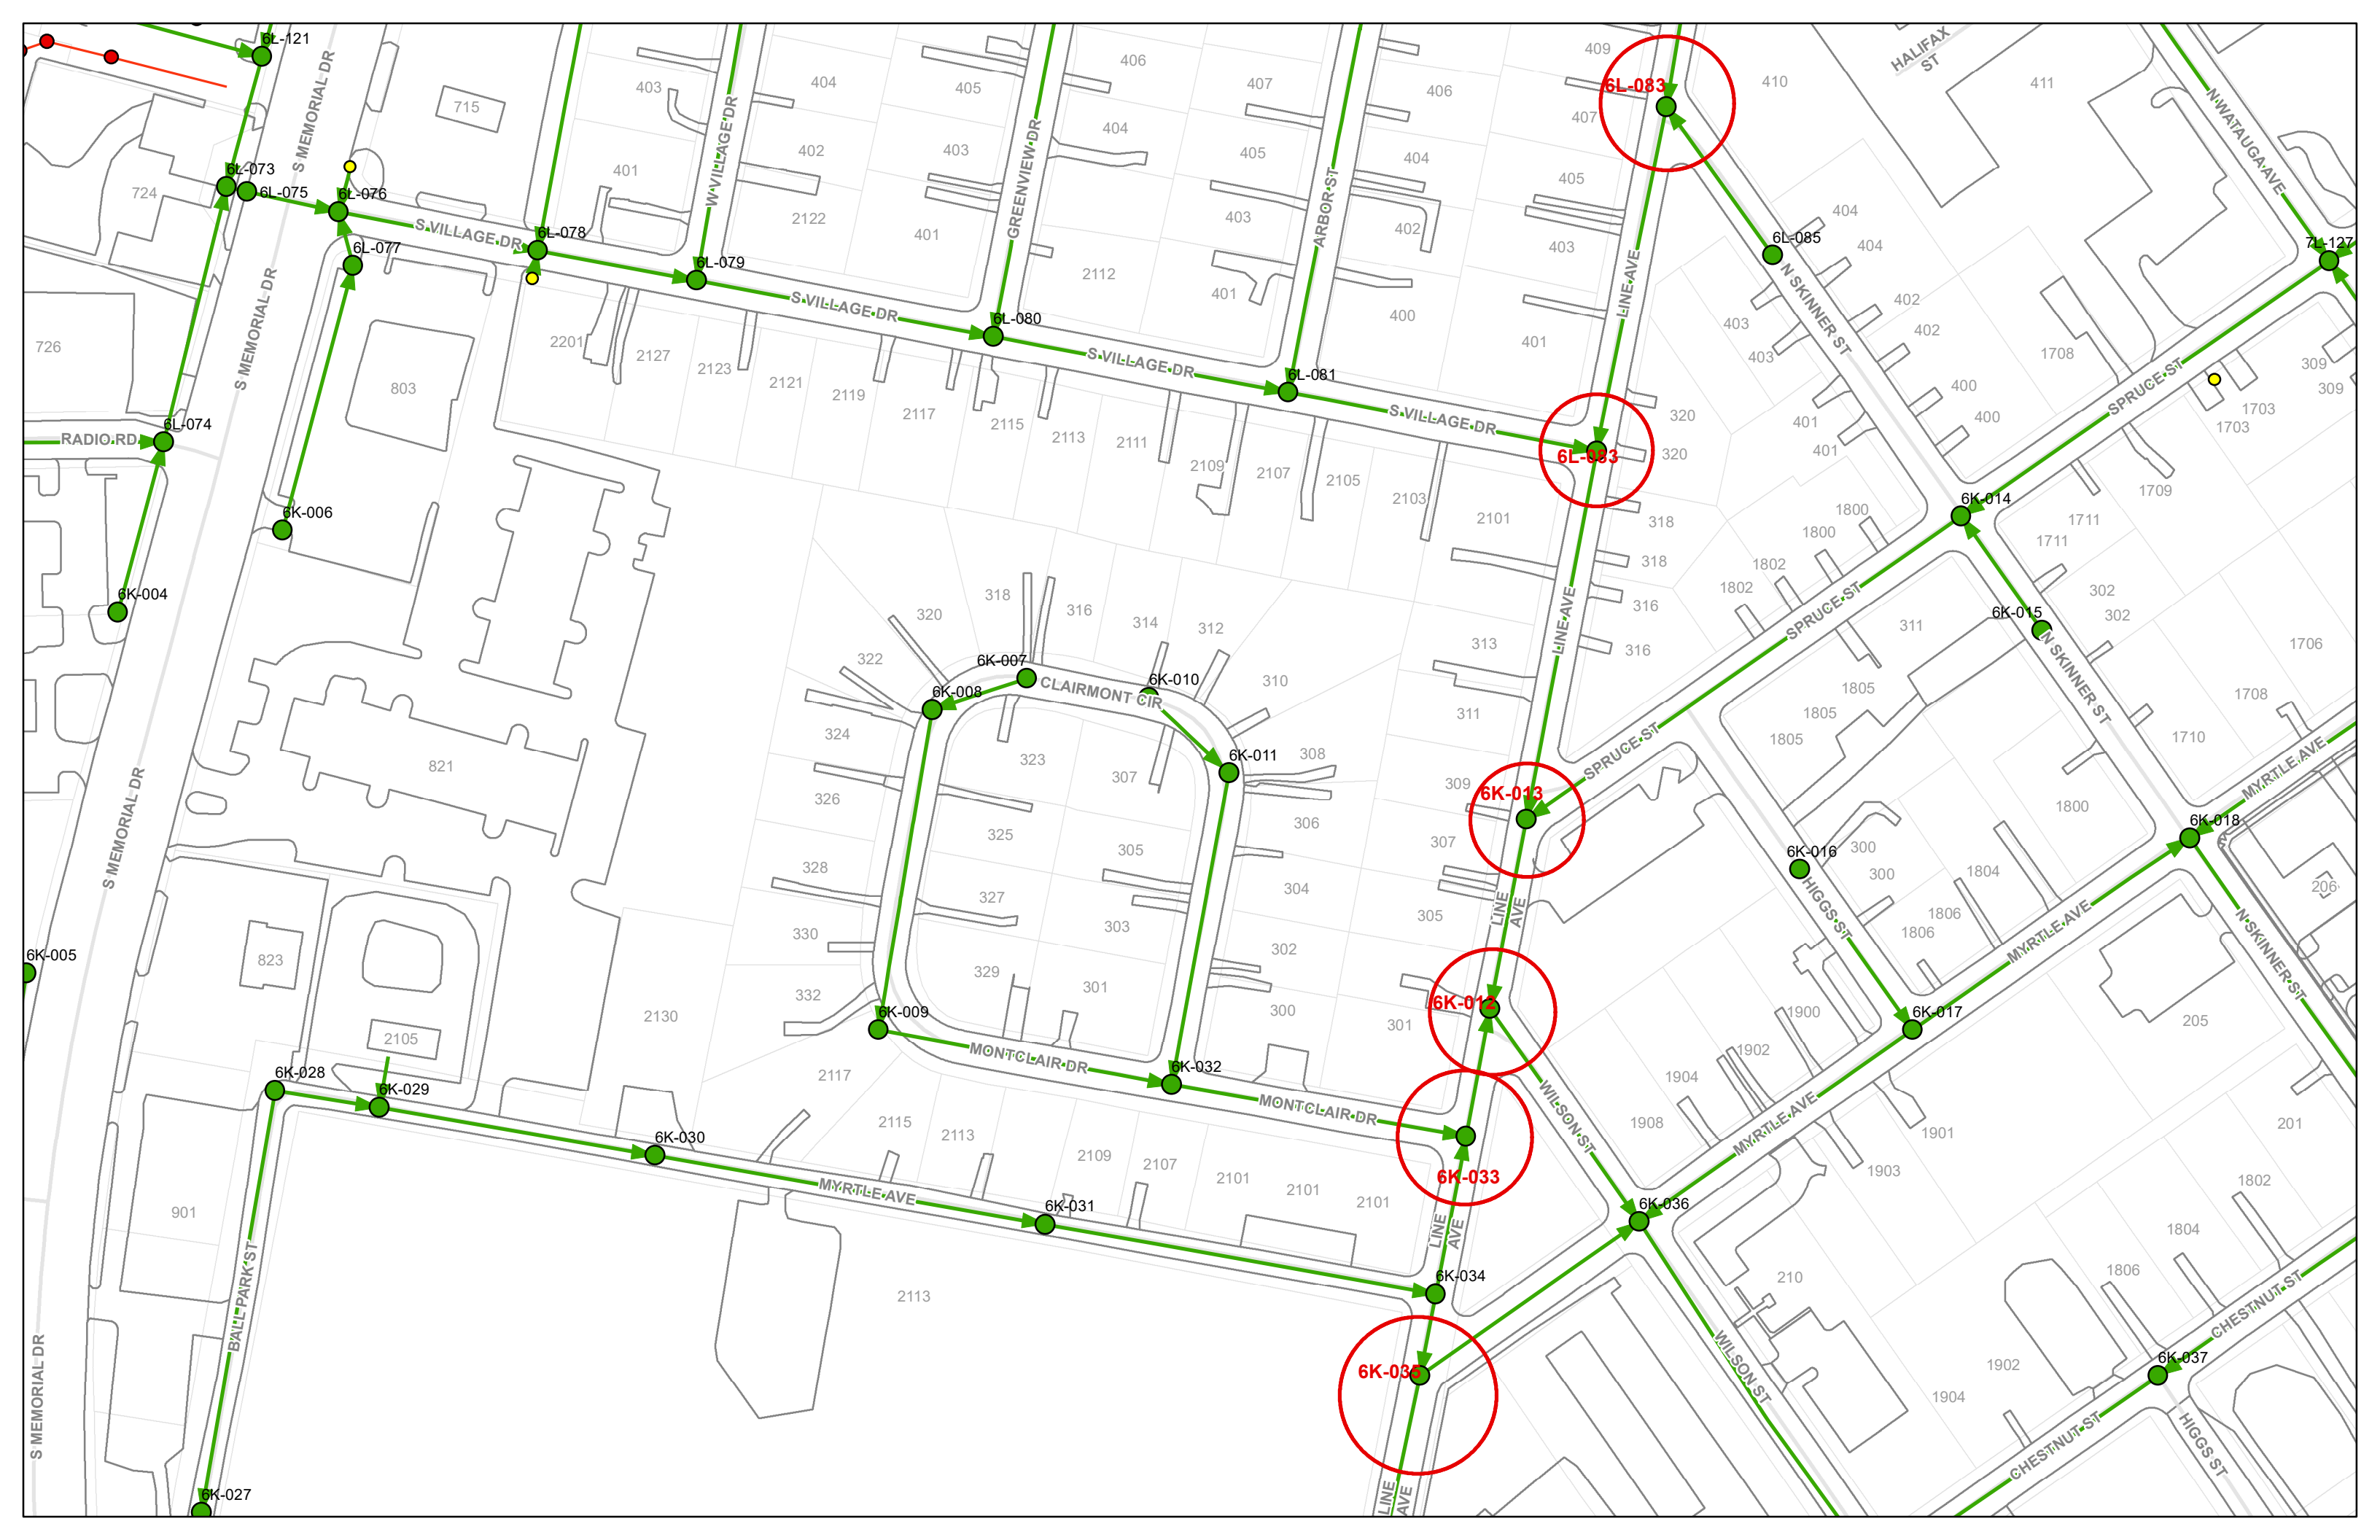 6L-121
S MEMORIAL DR
715
403
W VILLAGE DR
404
405
406
407
406
409
6L-083
410
HALIFAX
ST
411
N WATAUGA AVE
407
6L-073
6L-075
6L-076
724
401
402
403
404
405
404
405
404
GREENVIEW DR
ARBOR ST
2122
401
403
402
403
6L-085
404
7L-127
S VILLAGE DR
6L-078
6L-077
6L-079
S MEMORIAL DR
2112
401
400
LINE AVE
N SKINNER ST
402
402
403
403
S VILLAGE DR
6L-080
726
2201
2127
2123
2121
2119
2117
2115
2113
2111
2109
2107
2105
2103
2101
803
S VILLAGE DR
6L-081
S VILLAGE DR
401
320
320
6L-083
400
400
401
401
1708
SPRUCE ST
309
309
1703
1703
RADIO RD
6L-074
6K-006
6K-004
318
318
316
316
1800
1800
1802
1802
6K-014
1709
1711
1711
6K-015
302
302
1706
320
318
316
314
312
322
310
313
311
LINE AVE
SPRUCE ST
311
1805
1805
1805
N SKINNER ST
1708
1710
6K-007
6K-008
CLAIRMONT CIR
6K-010
6K-011
324
323
307
308
821
326
325
305
306
328
327
303
304
330
329
301
302
332
300
309
6K-013
307
305
SPRUCE ST
LINE
AVE
6K-016
300
300
1804
1800
6K-018
MYRTLE AVE
206
HIGGS ST
1806
1806
MYRTLE AVE
N SKINNER ST
S MEMORIAL DR
6K-005
823
2130
6K-009
MONTCLAIR DR
6K-032
301
6K-012
1900
6K-017
205
2105
6K-028
6K-029
6K-030
2117
2115
2113
2109
2107
2101
2101
2101
MONTCLAIR DR
6K-033
WILSON ST
1902
1904
1908
MYRTLE AVE
1901
1903
201
901
MYRTLE AVE
6K-031
LINE
AVE
6K-036
1802
1804
1806
BALL PARK ST
2113
6K-034
210
CHESTNUT ST
S MEMORIAL DR
6K-035
WILSON ST
1902
1904
6K-037
CHESTNUT ST
HIGGS ST
6K-027
LINE
AVE